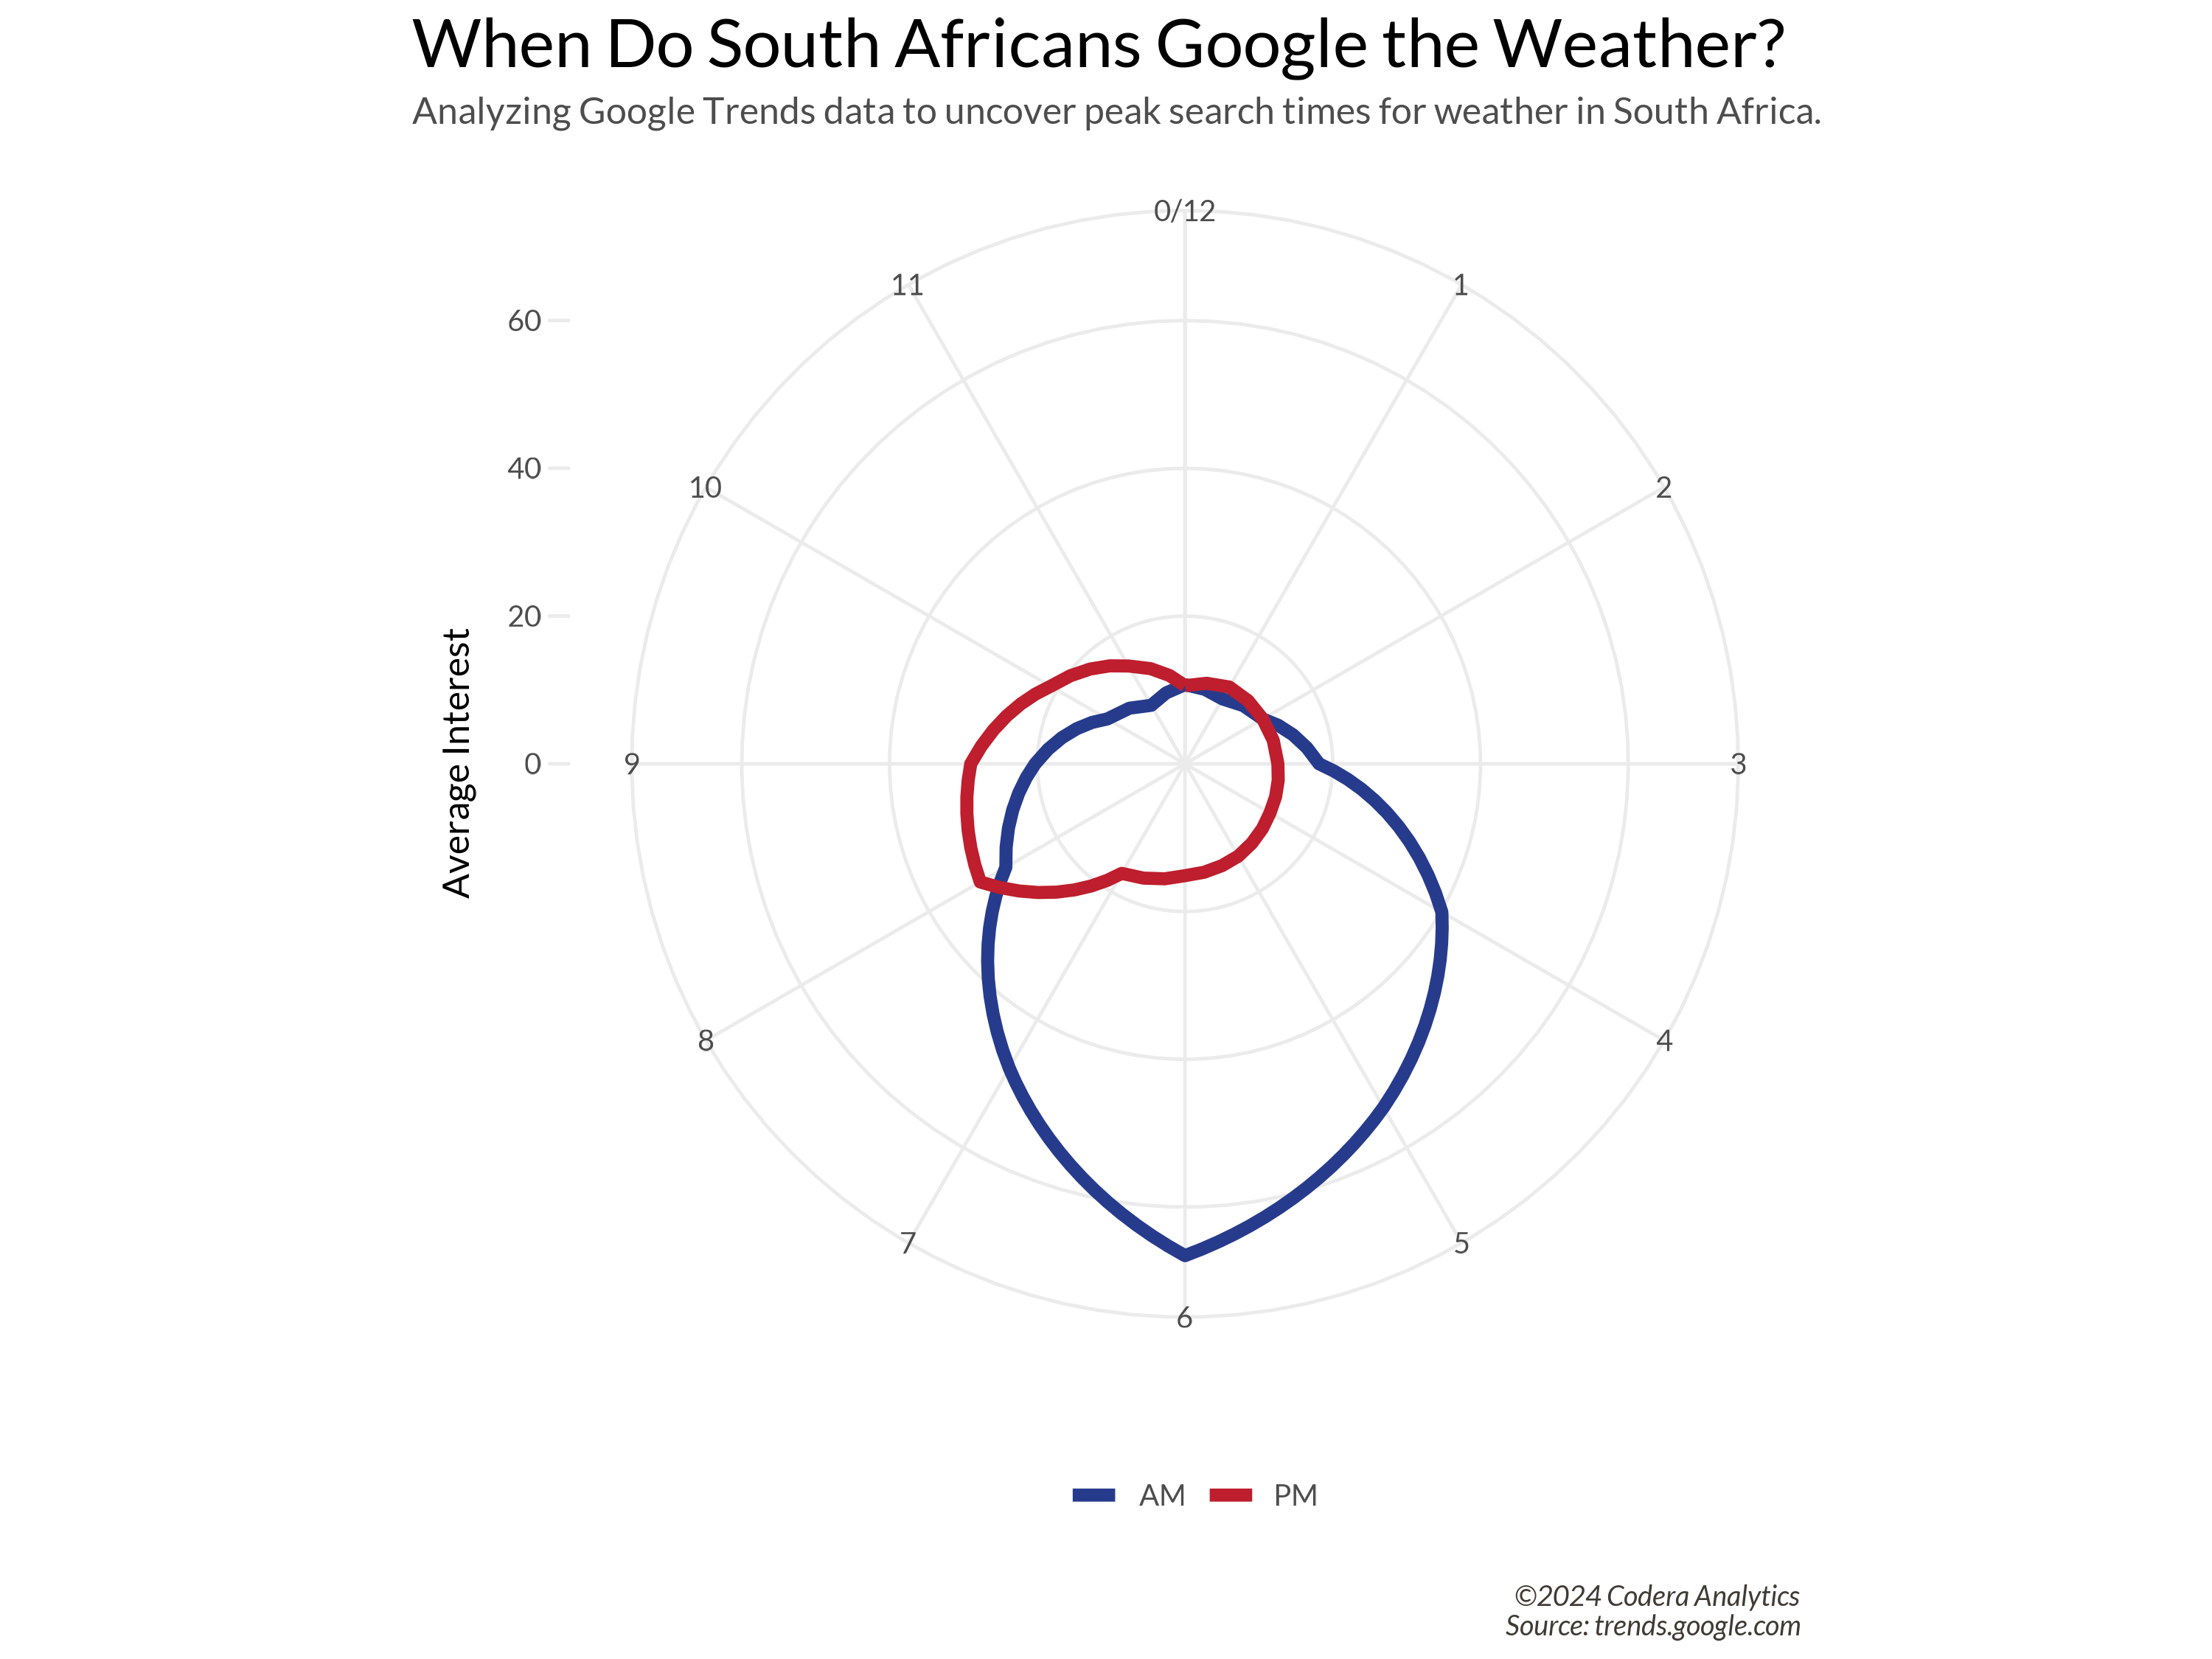 When Do South Africans Google the Weather?
Analyzing Google Trends data to uncover peak search times for weather in South Africa.
0/12
11
1
60
40
10
2
20
Average Interest
0
9
3
8
4
7
5
6
AM
PM
©2024 Codera Analytics
Source: trends.google.com